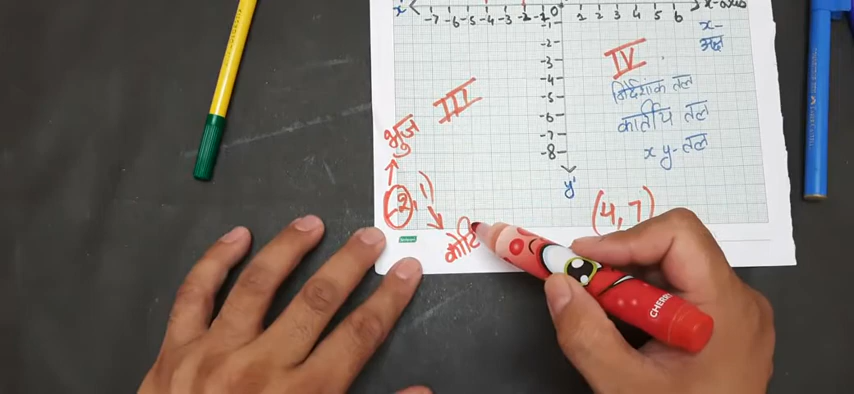 x' -7 -6 -5 -4 -3 -2 -1 0 1 2 3 4 5 6 x-axis
-1
-2
-3
-4
-5
-6
-7
-8
y'
x-
अक्ष
IV
निर्देशांक तल
कार्तीय तल
xy-तल
III
भुज
(-2, 1)
कोटि
(4,7)
CHERRY